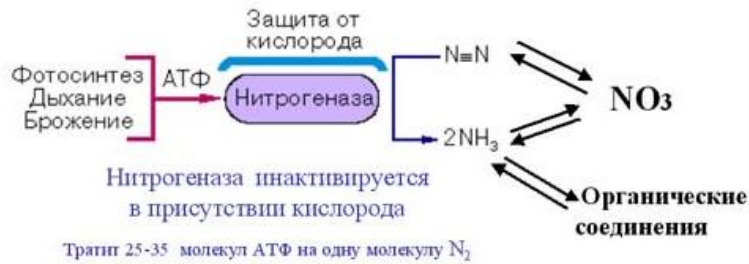 Защита от
кислорода
Фотосинтез
Дыхание
Брожение
АТФ
Нитрогеназа
N≡N
2NH₃
NO₃
Органические
соединения
Нитрогеназа инактивируется
в присутствии кислорода
Тратит 25-35 молекул АТФ на одну молекулу N₂